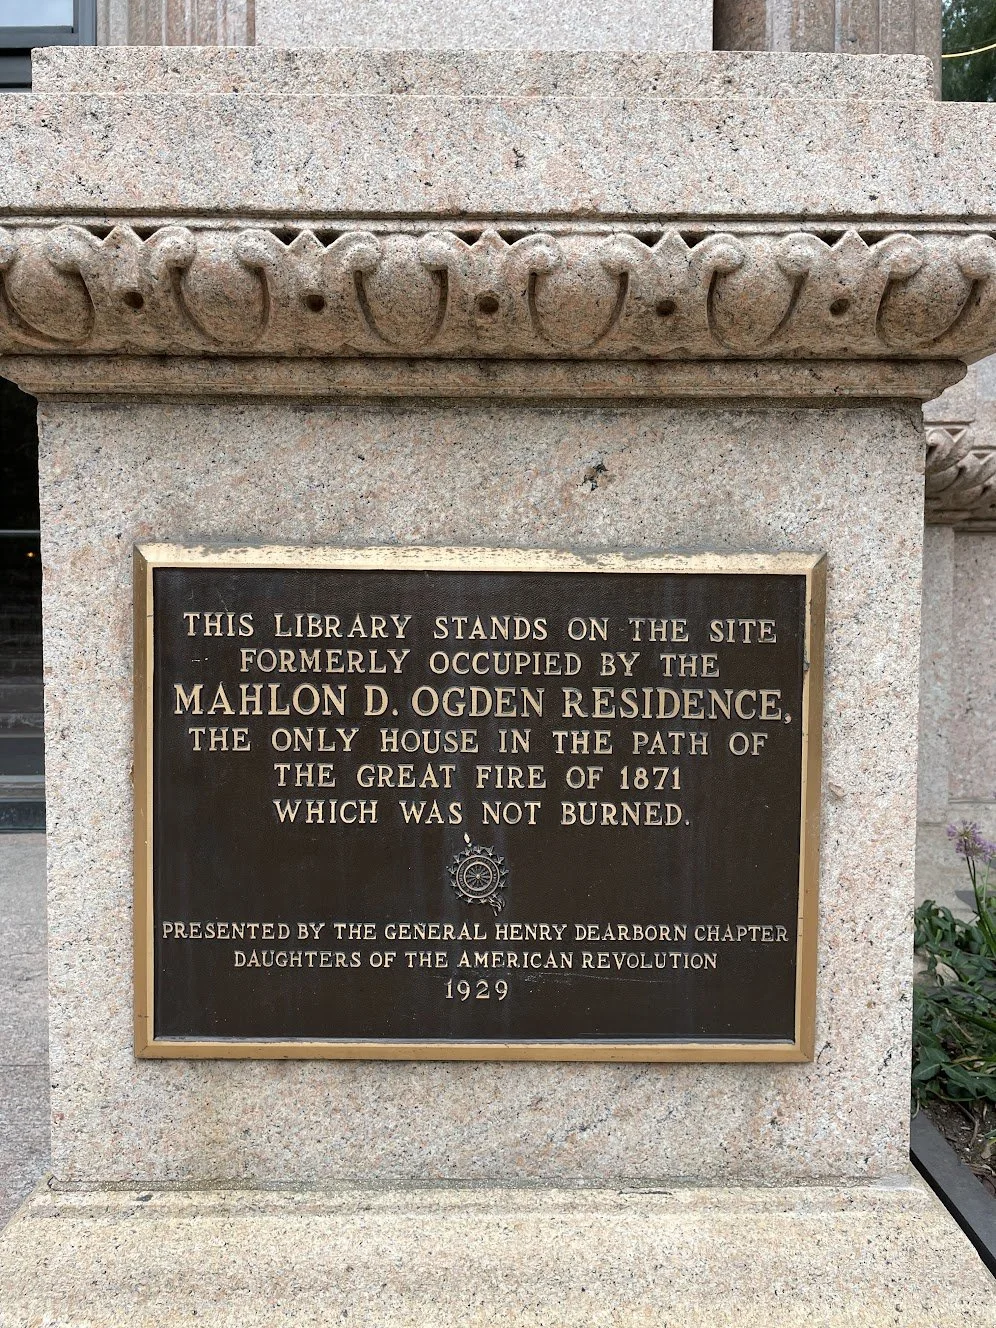 THIS LIBRARY STANDS ON THE SITE
FORMERLY OCCUPIED BY THE
MAHLON D. OGDEN RESIDENCE,
THE ONLY HOUSE IN THE PATH OF
THE GREAT FIRE OF 1871
WHICH WAS NOT BURNED.
PRESENTED BY THE GENERAL HENRY DEARBORN CHAPTER
DAUGHTERS OF THE AMERICAN REVOLUTION
1929